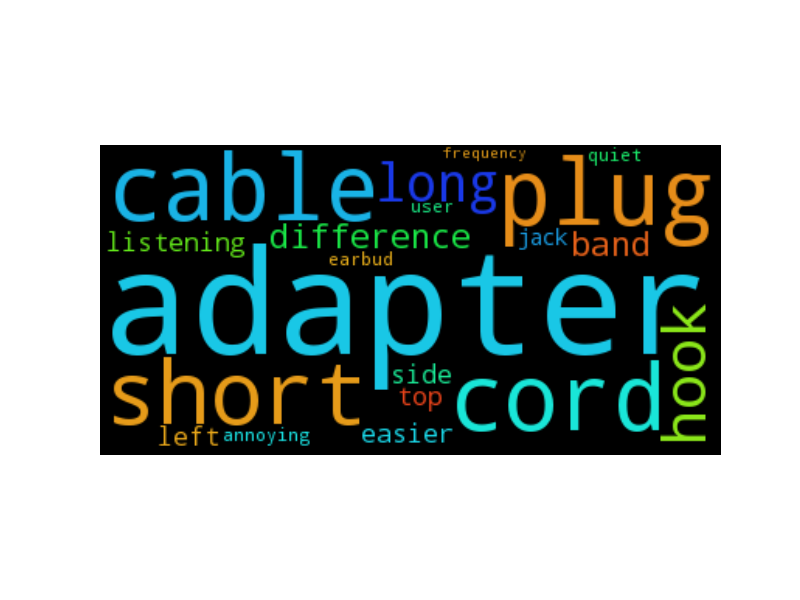 frequency
quiet
cable
long
plug
user
listening
difference
jack
band
earbud
adapter
hook
short
side
top
cord
left
annoying
easier